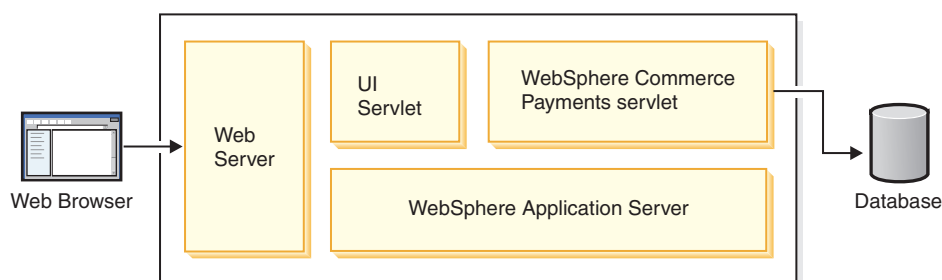 Web Browser
Web
Server
UI
Servlet
WebSphere Commerce
Payments servlet
WebSphere Application Server
Database